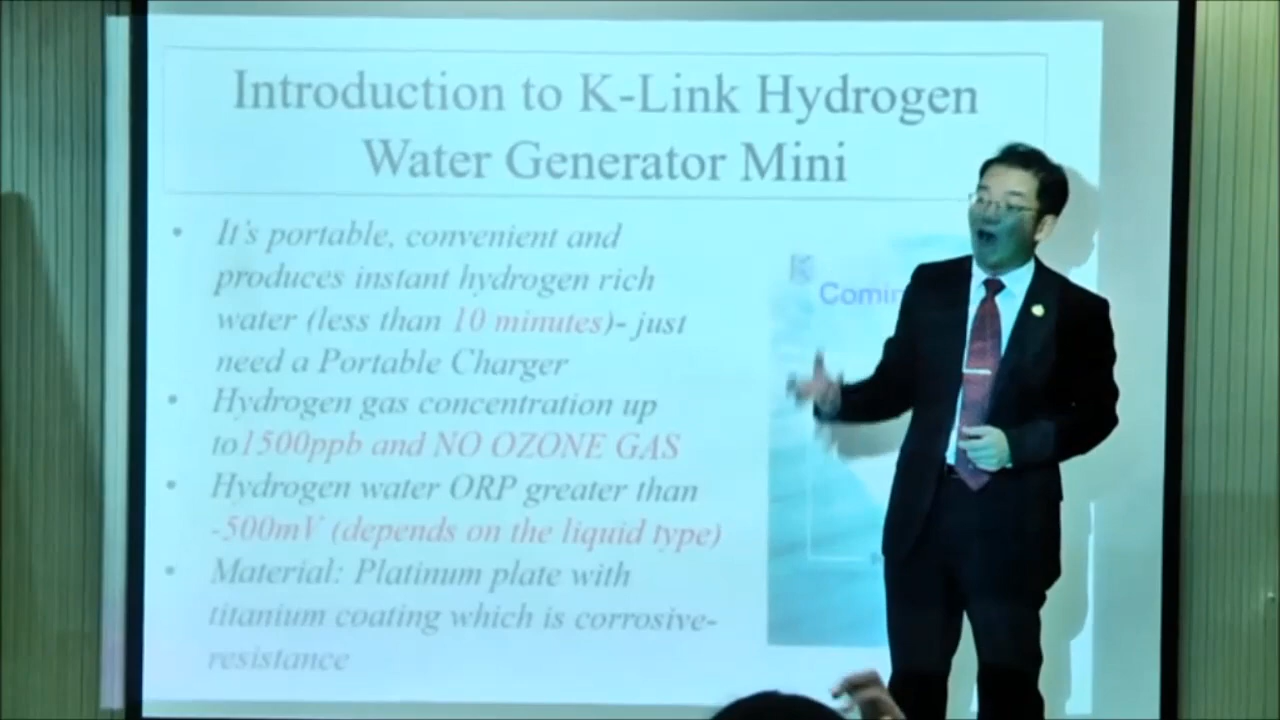 Introduction to K-Link Hydrogen
Water Generator Mini
• It's portable, convenient and
produces instant hydrogen rich
water (less than 10 minutes)- just
need a Portable Charger
• Hydrogen gas concentration up
to1500ppb and NO OZONE GAS
• Hydrogen water ORP greater than
-500mV (depends on the liquid type)
• Material: Platinum plate with
titanium coating which is corrosive-
resistance
K
Comin